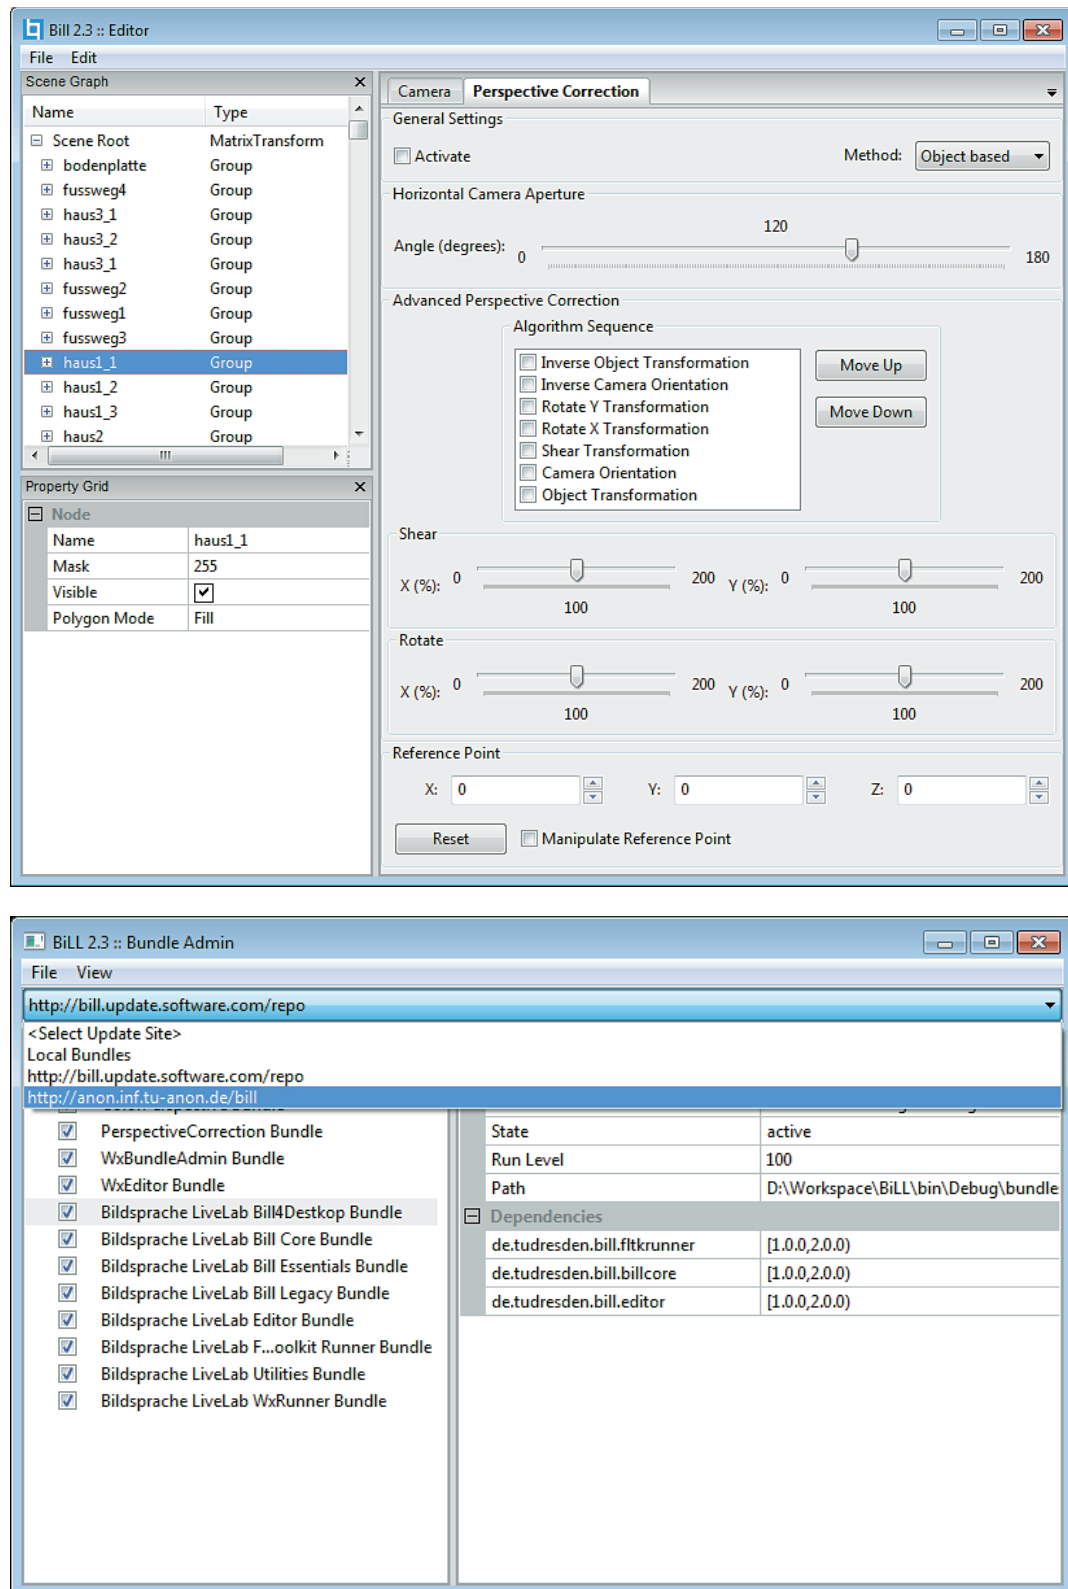 Bill 2.3 :: Editor
File Edit
Scene Graph
Name Type
Scene Root MatrixTransform
bodenplatte Group
fussweg4 Group
haus3_1 Group
haus3_2 Group
haus3_1 Group
fussweg2 Group
fussweg1 Group
fussweg3 Group
haus1_1 Group
haus1_2 Group
haus1_3 Group
haus2 Group
Property Grid
Node
Name haus1_1
Mask 255
Visible
Polygon Mode Fill
Camera Perspective Correction
General Settings
Activate Method: Object based
Horizontal Camera Aperture
120
Angle (degrees): 0 180
Advanced Perspective Correction
Algorithm Sequence
Inverse Object Transformation
Inverse Camera Orientation
Rotate Y Transformation
Rotate X Transformation
Shear Transformation
Camera Orientation
Object Transformation
Move Up
Move Down
Shear
X (%): 0 200 Y (%): 0 200
100 100
Rotate
X (%): 0 200 Y (%): 0 200
100 100
Reference Point
X: 0 Y: 0 Z: 0
Reset Manipulate Reference Point
BiLL 2.3 :: Bundle Admin
File View
http://bill.update.software.com/repo
<Select Update Site>
Local Bundles
http://bill.update.software.com/repo
http://anon.inf.tu-anon.de/bill
PerspectiveCorrection Bundle
WxBundleAdmin Bundle
WxEditor Bundle
Bildsprache LiveLab Bill4Destkop Bundle
Bildsprache LiveLab Bill Core Bundle
Bildsprache LiveLab Bill Essentials Bundle
Bildsprache LiveLab Bill Legacy Bundle
Bildsprache LiveLab Editor Bundle
Bildsprache LiveLab F...oolkit Runner Bundle
Bildsprache LiveLab Utilities Bundle
Bildsprache LiveLab WxRunner Bundle
State active
Run Level 100
Path D:\Workspace\BiLL\bin\Debug\bundle
Dependencies
de.tudresden.bill.fltkrunner [1.0.0,2.0.0)
de.tudresden.bill.billcore [1.0.0,2.0.0)
de.tudresden.bill.editor [1.0.0,2.0.0)